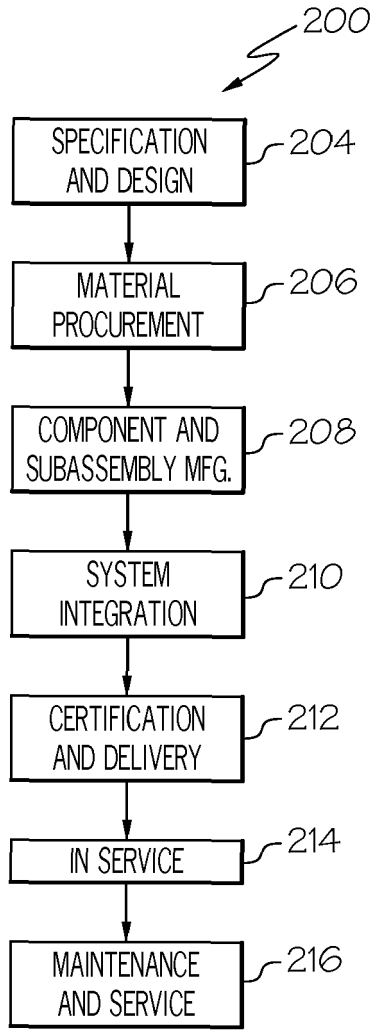 200
SPECIFICATION
AND DESIGN
204
MATERIAL
PROCUREMENT
206
COMPONENT AND
SUBASSEMBLY MFG.
208
SYSTEM
INTEGRATION
210
CERTIFICATION
AND DELIVERY
212
IN SERVICE
214
MAINTENANCE
AND SERVICE
216